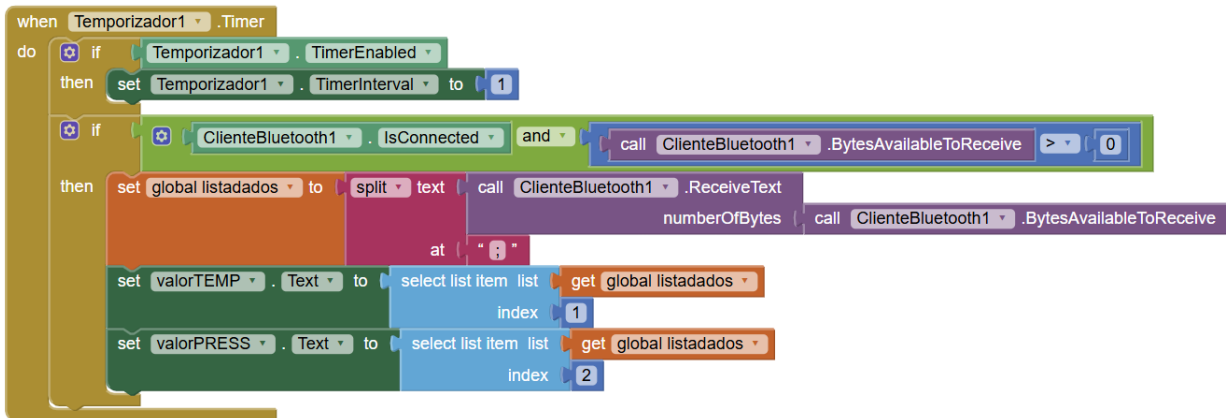 when Temporizador1 .Timer
do if Temporizador1 . TimerEnabled
then set Temporizador1 . TimerInterval to 1
if ClienteBluetooth1 . IsConnected and call ClienteBluetooth1 .BytesAvailableToReceive > 0
then set global listadados to split text call ClienteBluetooth1 .ReceiveText
numberOfBytes call ClienteBluetooth1 .BytesAvailableToReceive
at " ; "
set valorTEMP . Text to select list item list get global listadados
index 1
set valorPRESS . Text to select list item list get global listadados
index 2